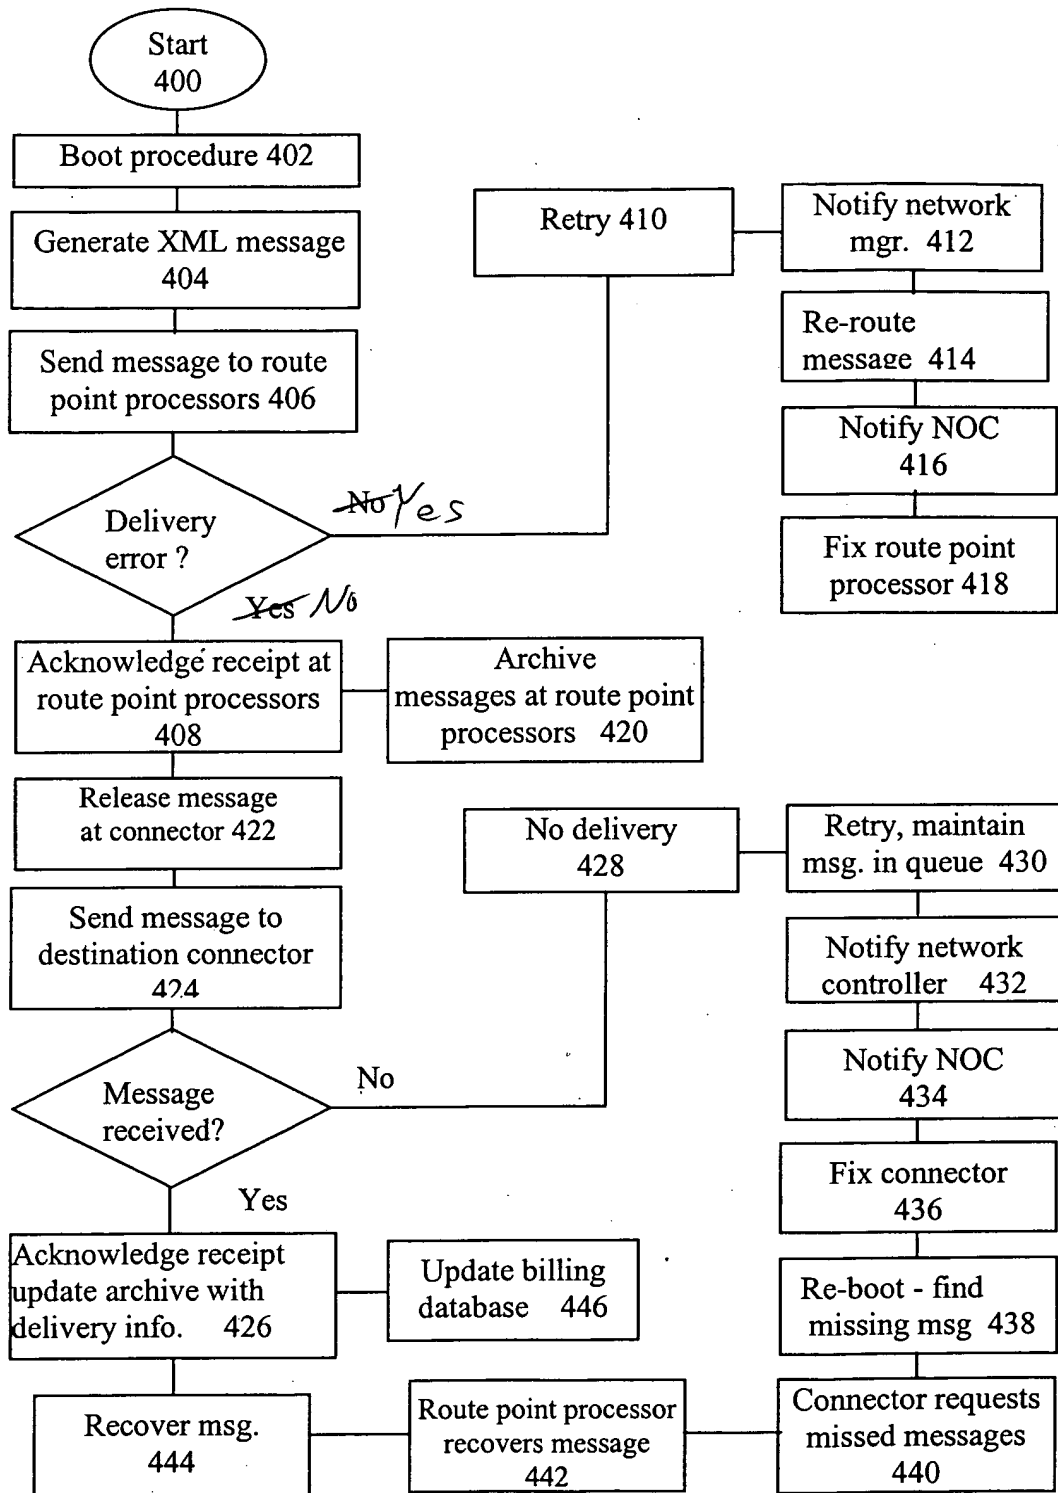 Start
400
Boot procedure 402
Generate XML message
404
Send message to route
point processors 406
Delivery
error ?
No Yes
Yes No
Retry 410
Notify network
mgr. 412
Re-route
message 414
Notify NOC
416
Fix route point
processor 418
Acknowledge receipt at
route point processors
408
Archive
messages at route point
processors 420
Release message
at connector 422
Send message to
destination connector
424
Message
received?
No
Yes
No delivery
428
Retry, maintain
msg. in queue 430
Notify network
controller 432
Notify NOC
434
Fix connector
436
Re-boot - find
missing msg 438
Connector requests
missed messages
440
Route point processor
recovers message
442
Acknowledge receipt
update archive with
delivery info. 426
Update billing
database 446
Recover msg.
444